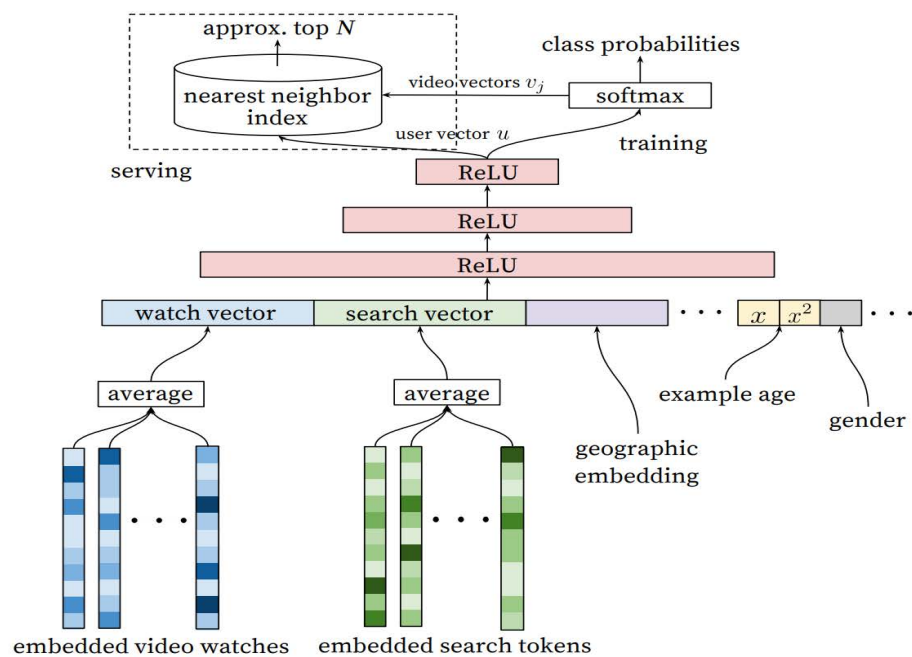 approx. top N
class probabilities
nearest neighbor
index
video vectors v_j
softmax
user vector u
training
serving
ReLU
ReLU
ReLU
watch vector
search vector
. . .
x
x²
. . .
average
average
example age
gender
geographic
embedding
. . .
. . .
embedded video watches
embedded search tokens